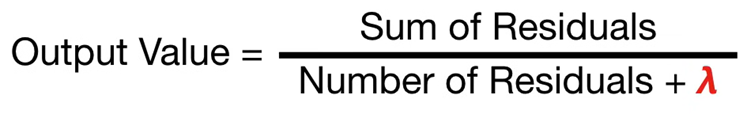 Output Value = Sum of Residuals
Number of Residuals + λ